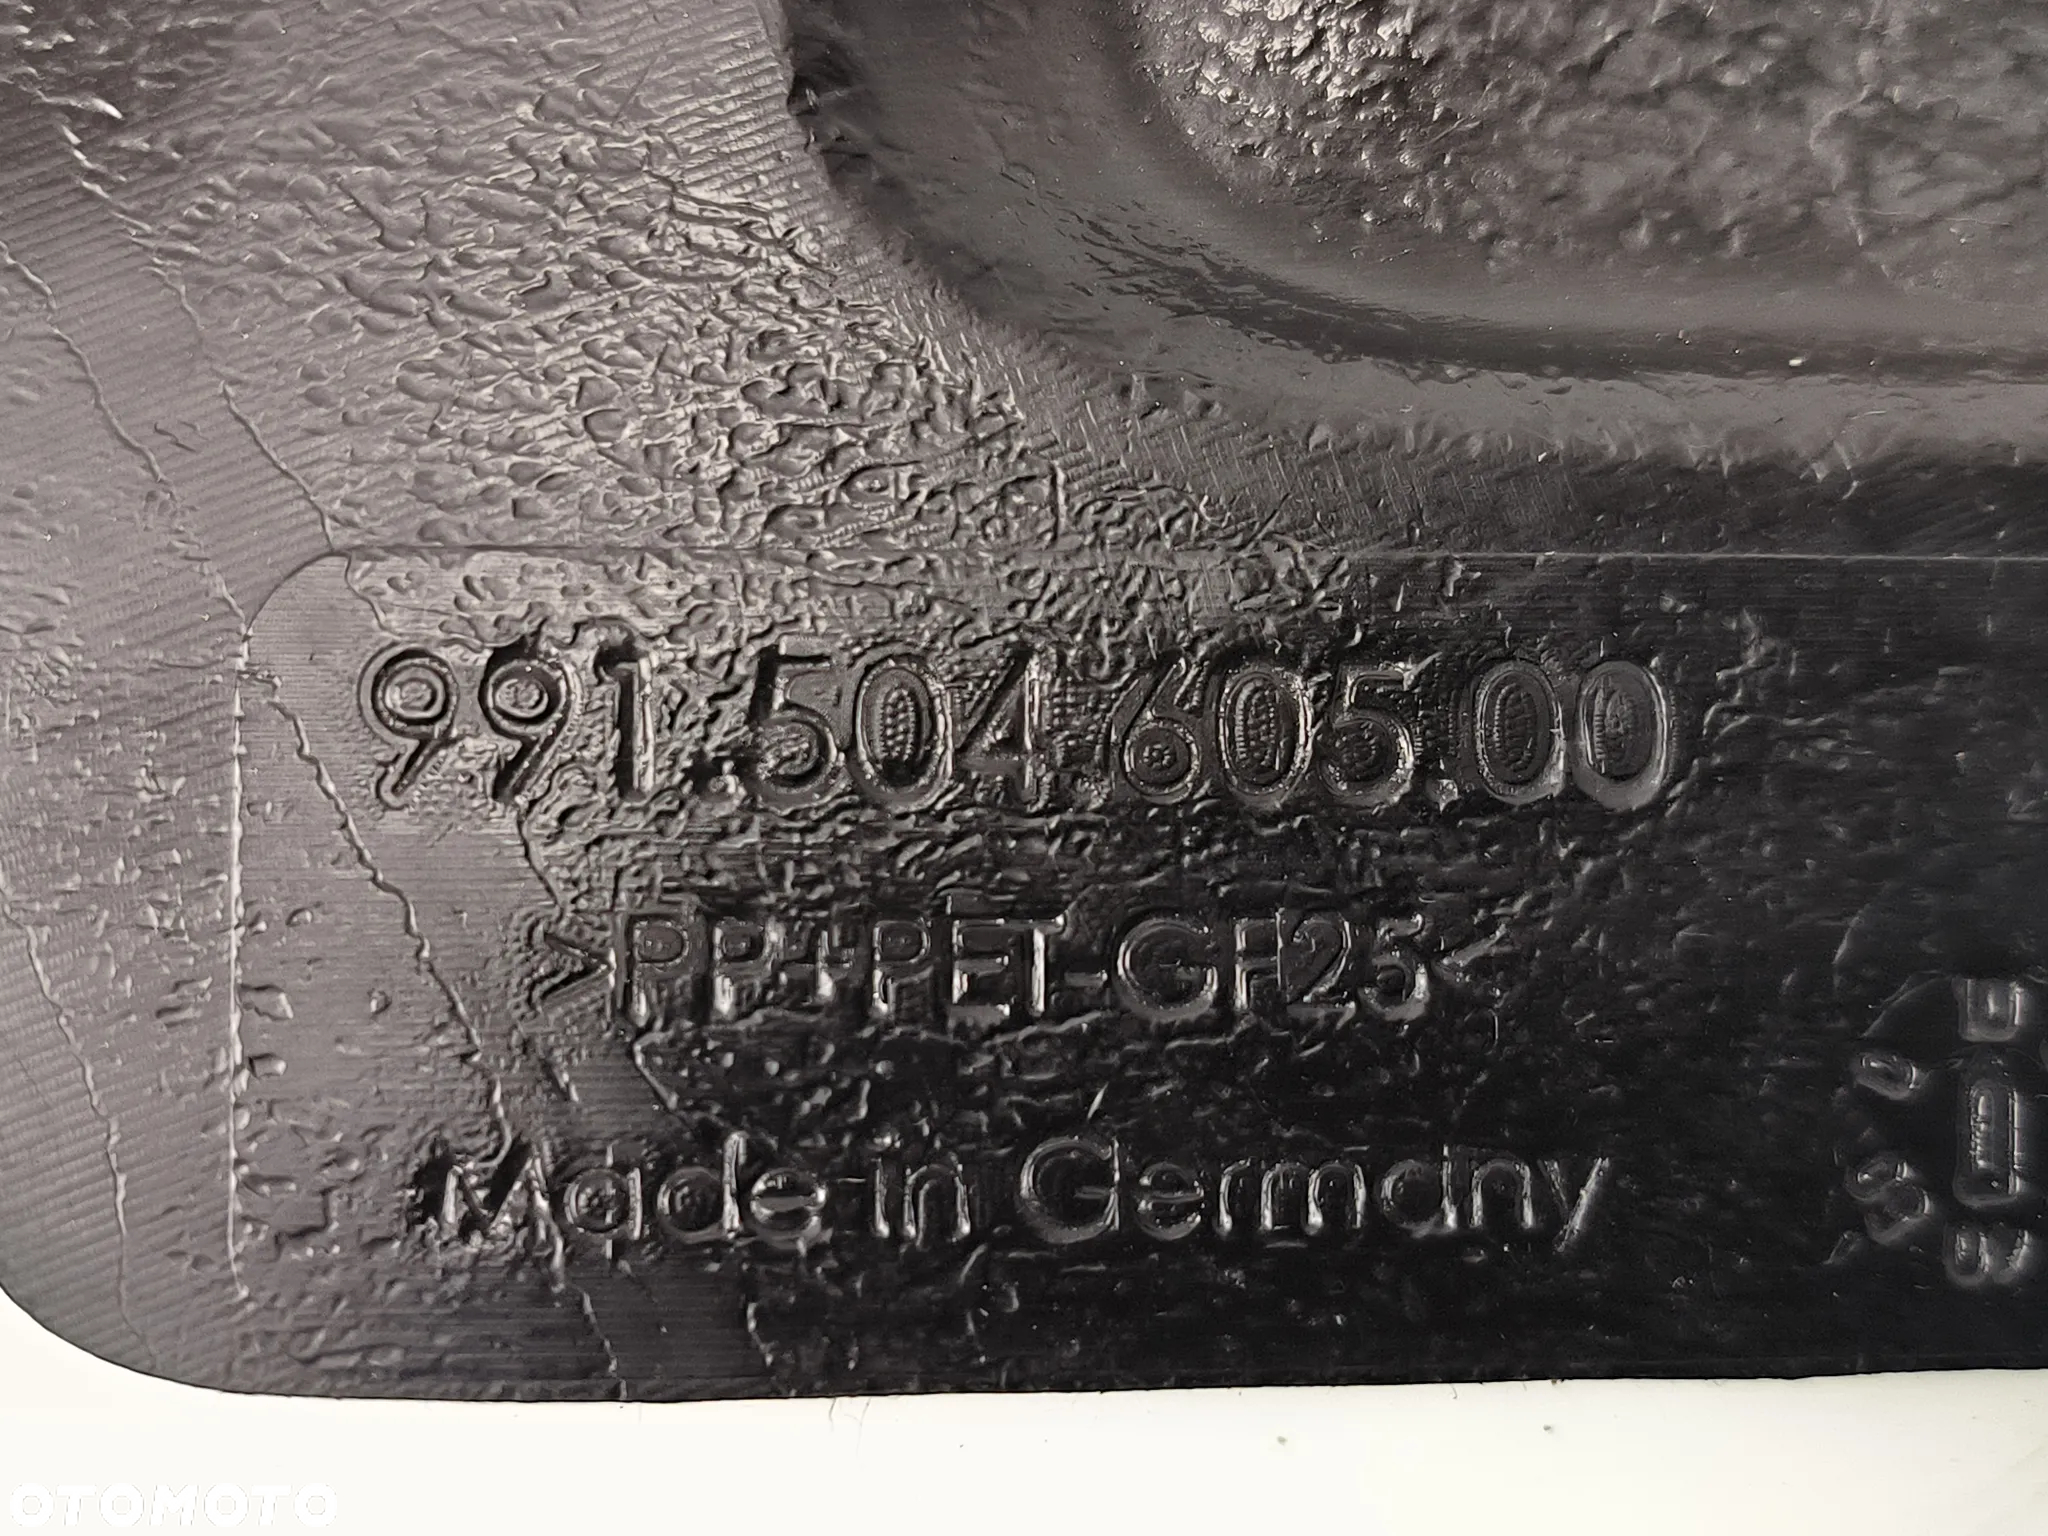 991.504.605.00
>PP+PET-GF25<
Made in Germany
OTOMOTO